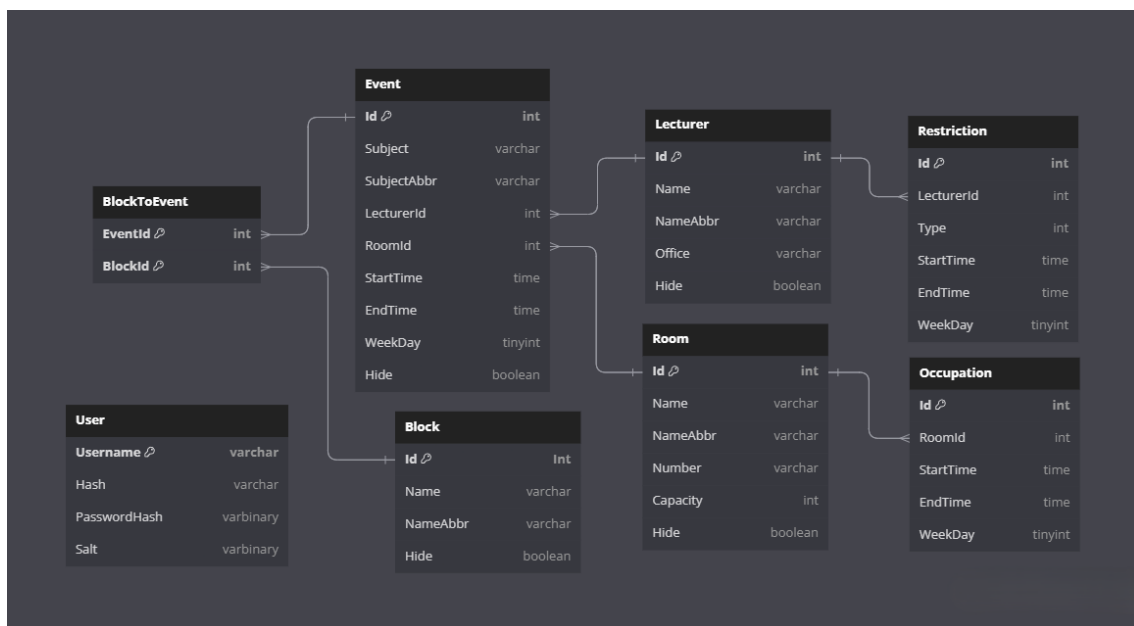 Event
Id int
Subject varchar
SubjectAbbr varchar
LecturerId int
RoomId int
StartTime time
EndTime time
WeekDay tinyint
Hide boolean
Lecturer
Id int
Name varchar
NameAbbr varchar
Office varchar
Hide boolean
Restriction
Id int
LecturerId int
Type int
StartTime time
EndTime time
WeekDay tinyint
BlockToEvent
EventId int
BlockId int
Room
Id int
Name varchar
NameAbbr varchar
Number varchar
Capacity int
Hide boolean
Occupation
Id int
RoomId int
StartTime time
EndTime time
WeekDay tinyint
User
Username varchar
Hash varchar
PasswordHash varbinary
Salt varbinary
Block
Id Int
Name varchar
NameAbbr varchar
Hide boolean